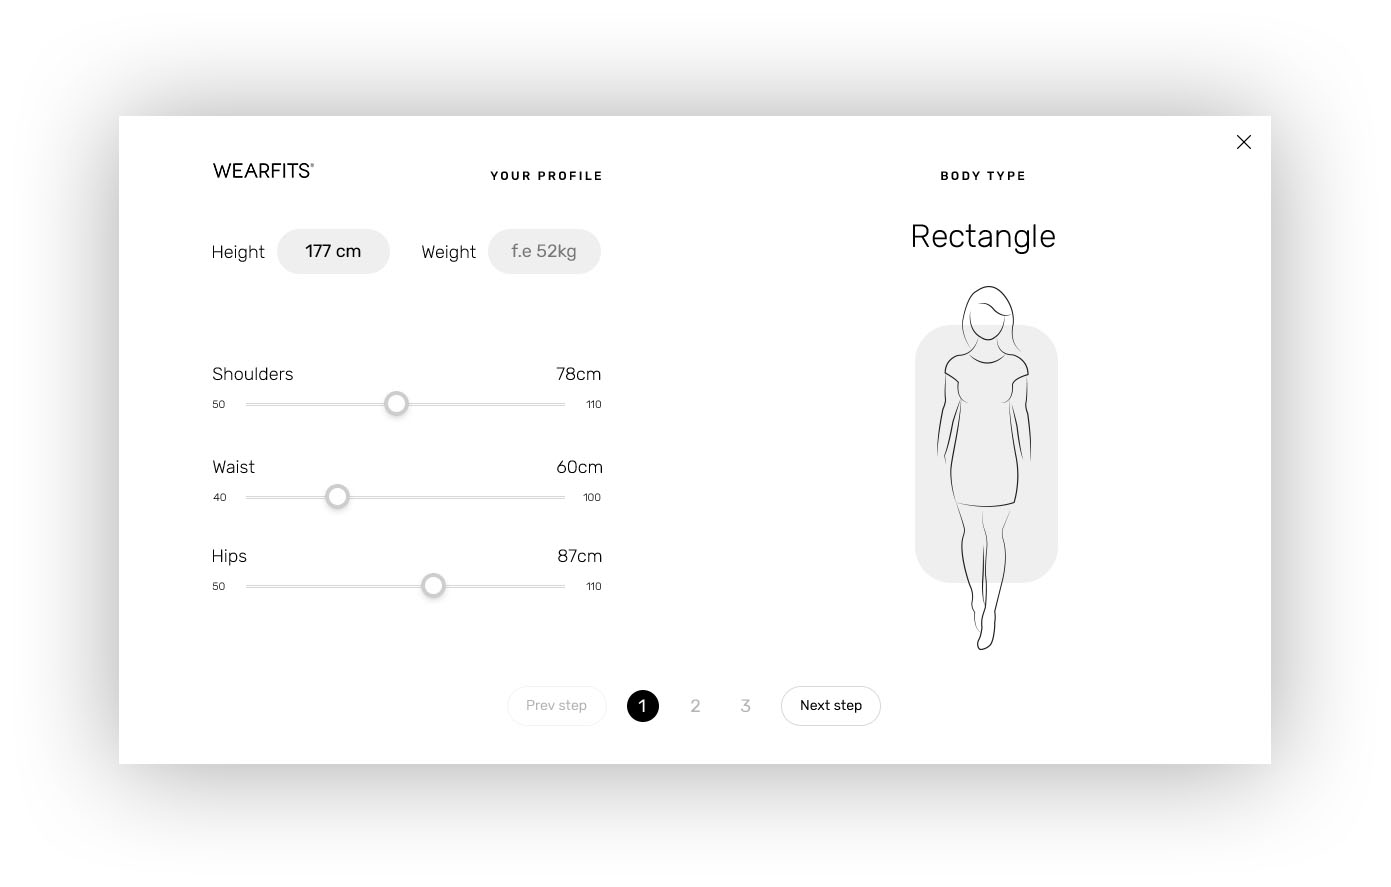 WEARFITS®
YOUR PROFILE
Height 177 cm Weight f.e 52kg
Shoulders 78cm
50 110
Waist 60cm
40 100
Hips 87cm
50 110
BODY TYPE
Rectangle
Prev step 1 2 3 Next step